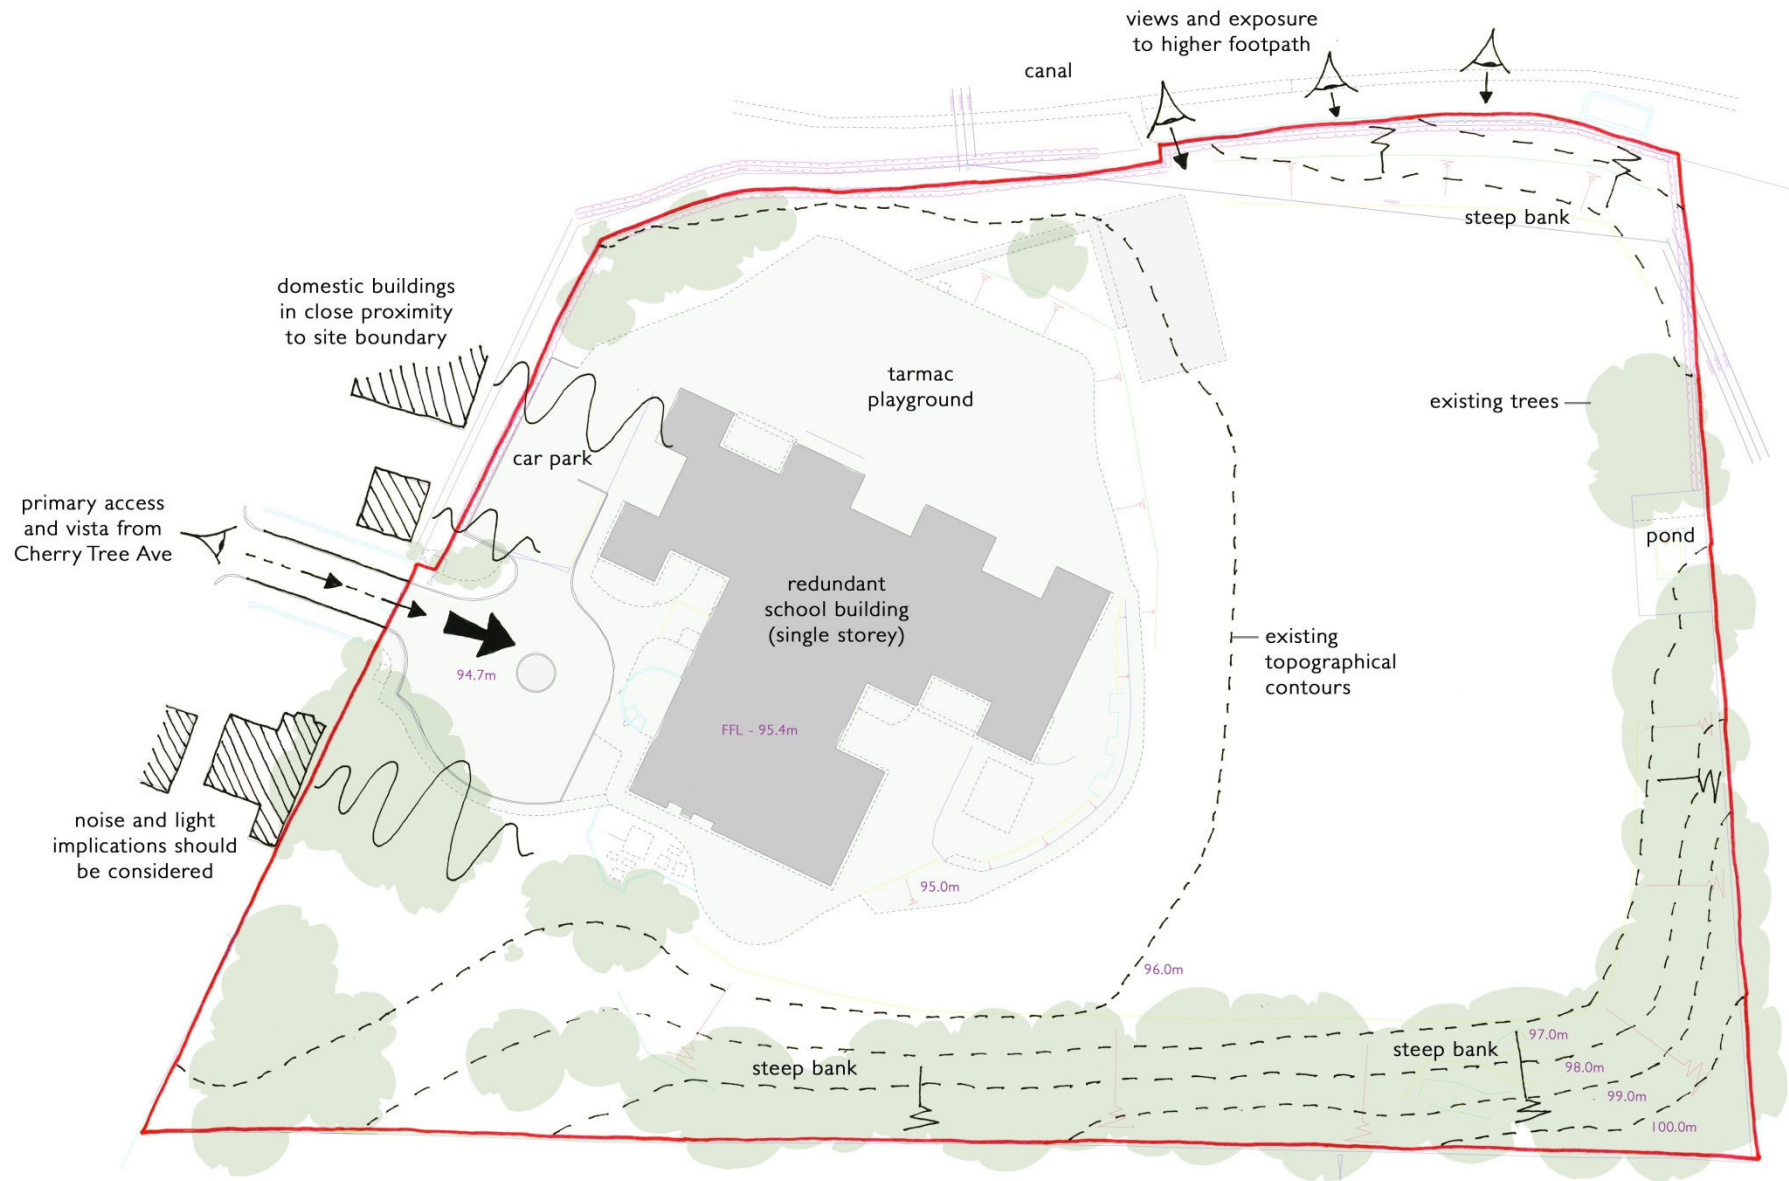 views and exposure
to higher footpath
canal
steep bank
domestic buildings
in close proximity
to site boundary
tarmac
playground
existing trees
car park
primary access
and vista from
Cherry Tree Ave
pond
redundant
school building
(single storey)
existing
topographical
contours
94.7m
FFL - 95.4m
noise and light
implications should
be considered
95.0m
96.0m
97.0m
steep bank
steep bank
98.0m
99.0m
100.0m